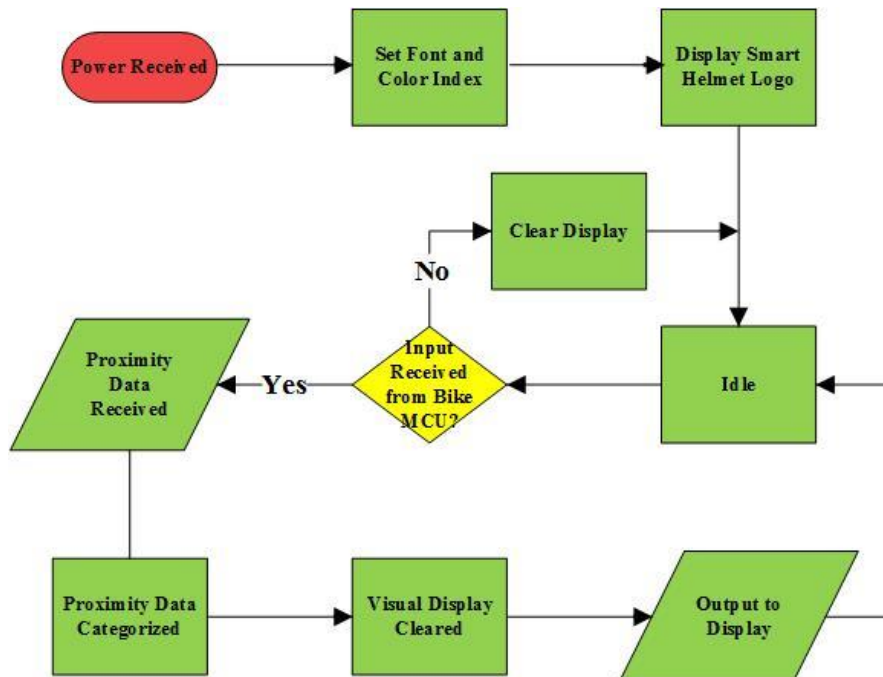 Power Received
Set Font and
Color Index
Display Smart
Helmet Logo
Clear Display
No
Proximity
Data
Received
Yes
Input
Received
from Bike
MCU?
Idle
Proximity Data
Categorized
Visual Display
Cleared
Output to
Display